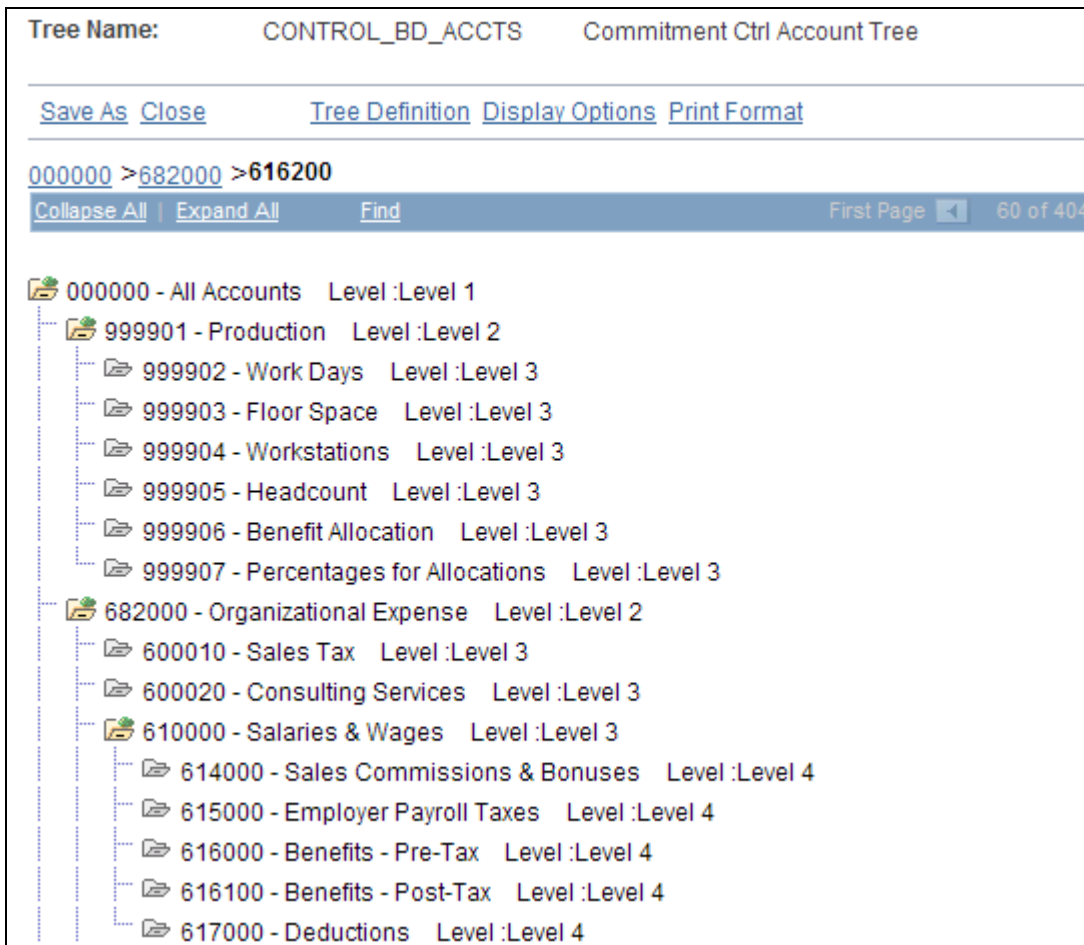 Tree Name: CONTROL_BD_ACCTS Commitment Ctrl Account Tree
Save As Close Tree Definition Display Options Print Format
000000 >682000 >616200
Collapse All | Expand All Find First Page 60 of 404
000000 - All Accounts Level :Level 1
999901 - Production Level :Level 2
999902 - Work Days Level :Level 3
999903 - Floor Space Level :Level 3
999904 - Workstations Level :Level 3
999905 - Headcount Level :Level 3
999906 - Benefit Allocation Level :Level 3
999907 - Percentages for Allocations Level :Level 3
682000 - Organizational Expense Level :Level 2
600010 - Sales Tax Level :Level 3
600020 - Consulting Services Level :Level 3
610000 - Salaries & Wages Level :Level 3
614000 - Sales Commissions & Bonuses Level :Level 4
615000 - Employer Payroll Taxes Level :Level 4
616000 - Benefits - Pre-Tax Level :Level 4
616100 - Benefits - Post-Tax Level :Level 4
617000 - Deductions Level :Level 4